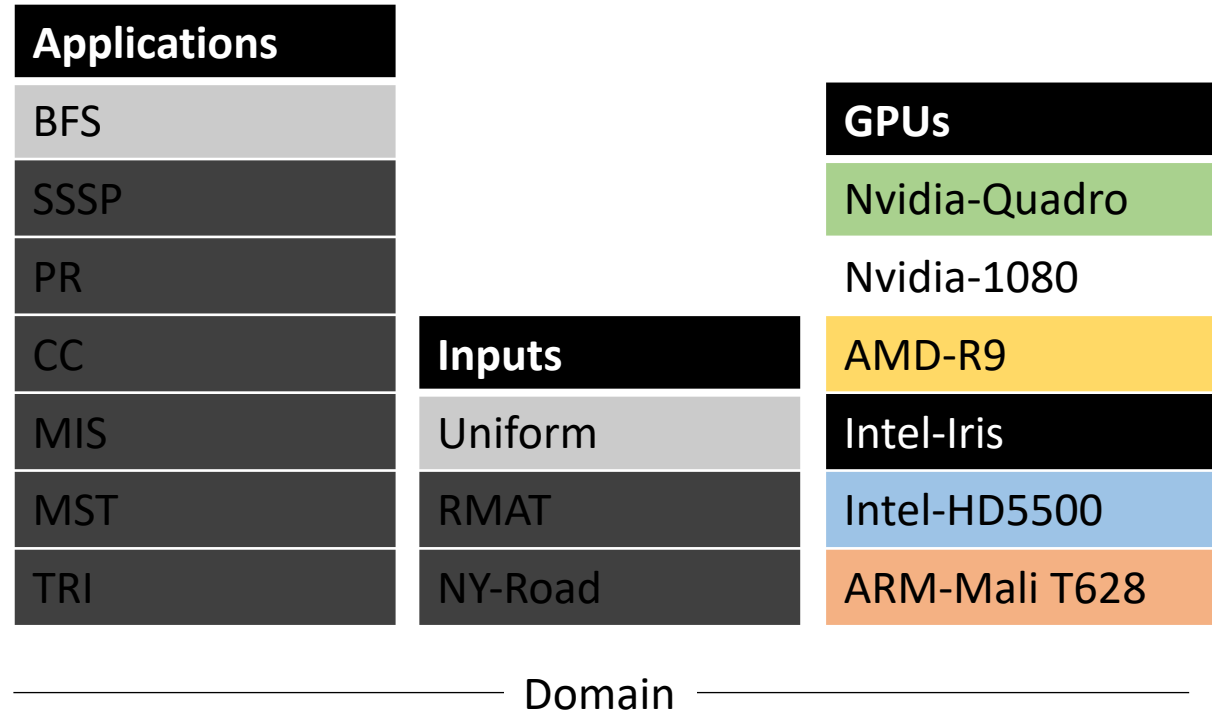 Applications
BFS
SSSP
PR
CC
MIS
MST
TRI
Inputs
Uniform
RMAT
NY-Road
GPUs
Nvidia-Quadro
Nvidia-1080
AMD-R9
Intel-Iris
Intel-HD5500
ARM-Mali T628
Domain